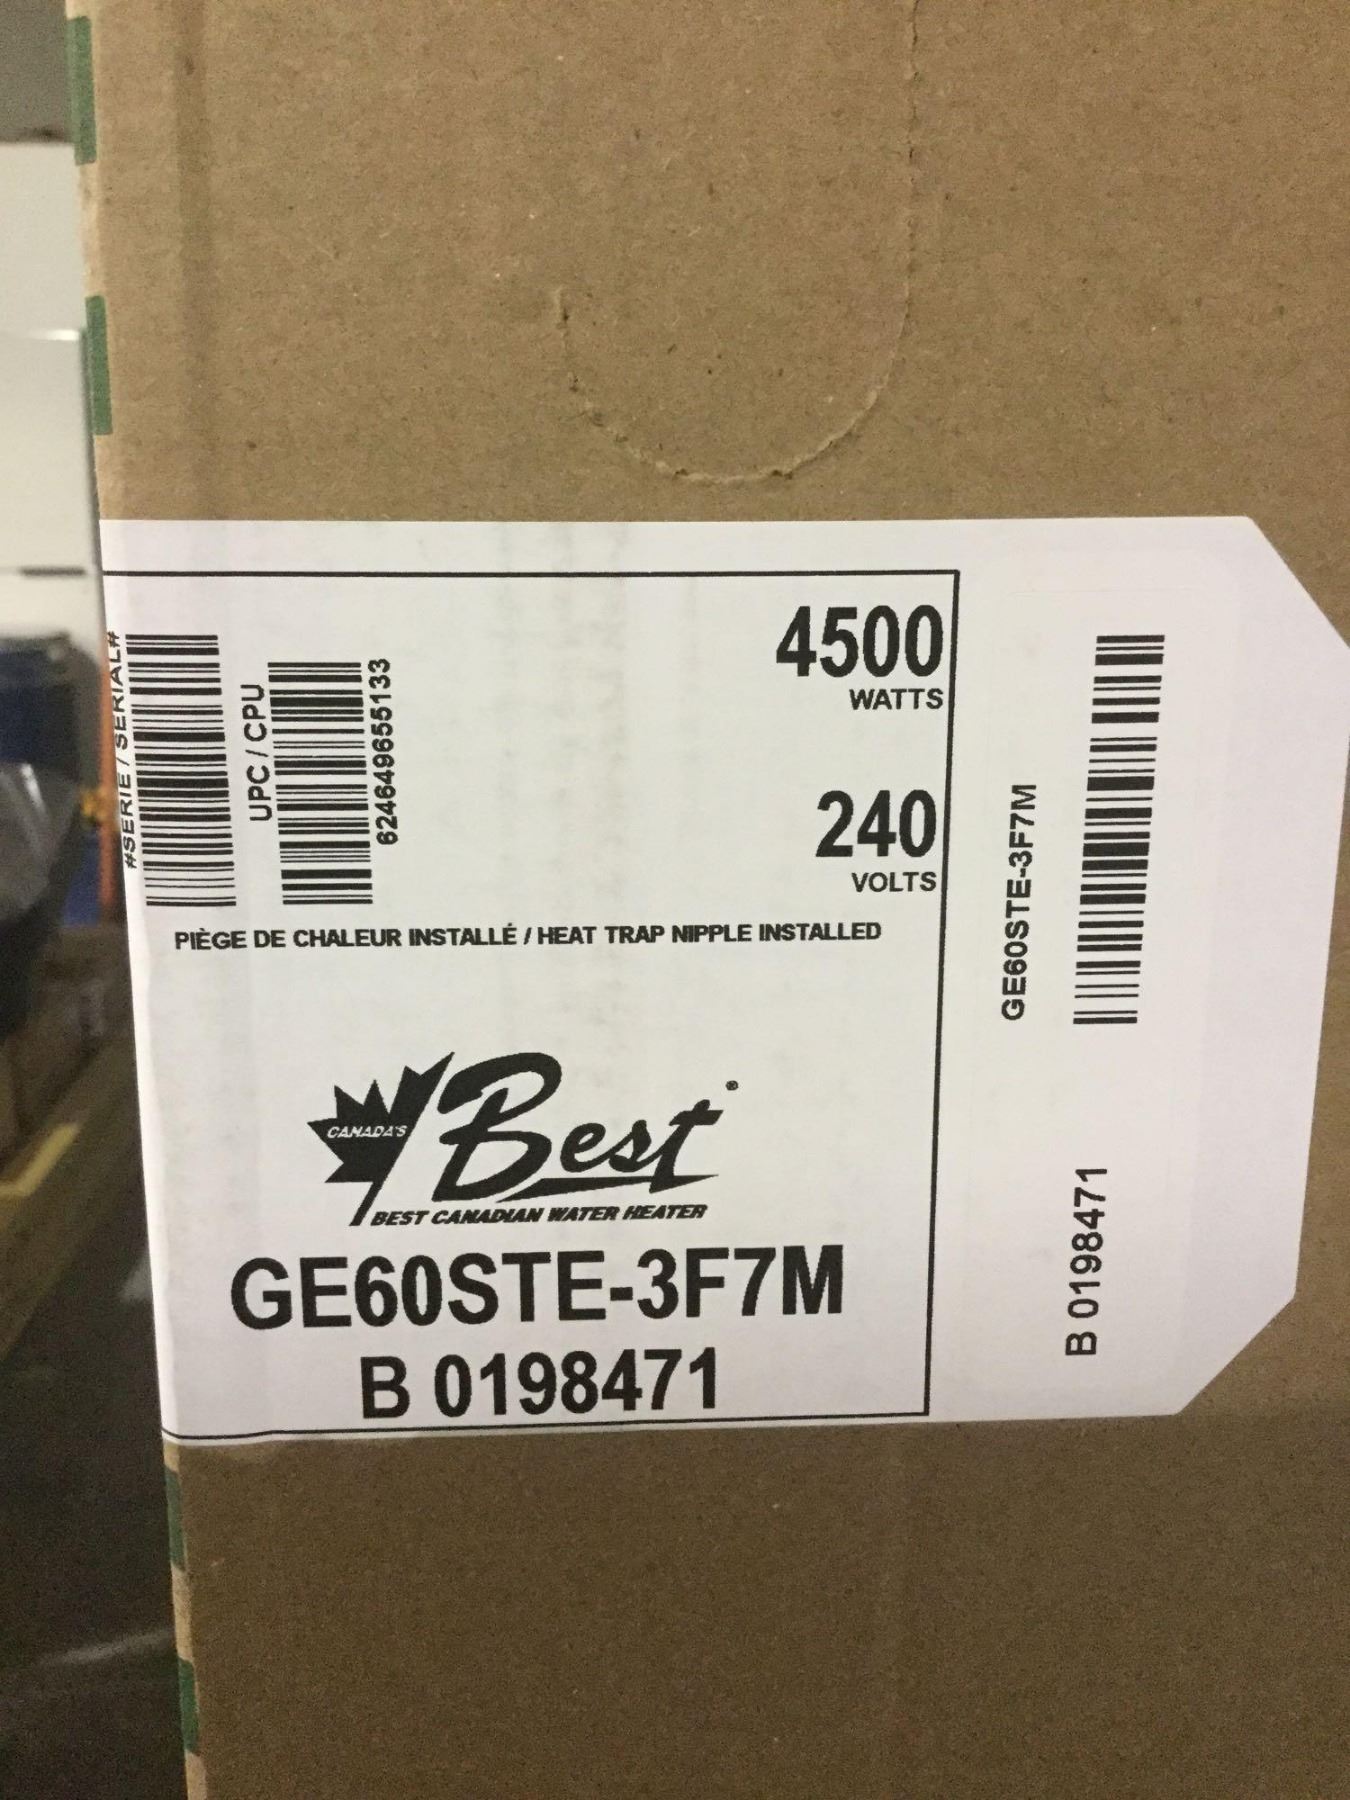 4500
WATTS
240
VOLTS
#SERIE / SERIAL#
UPC / CPU
624649655133
PIÈGE DE CHALEUR INSTALLÉ / HEAT TRAP NIPPLE INSTALLED
CANADA'S
Best®
BEST CANADIAN WATER HEATER
GE60STE-3F7M
B 0198471
GE60STE-3F7M
B 0198471